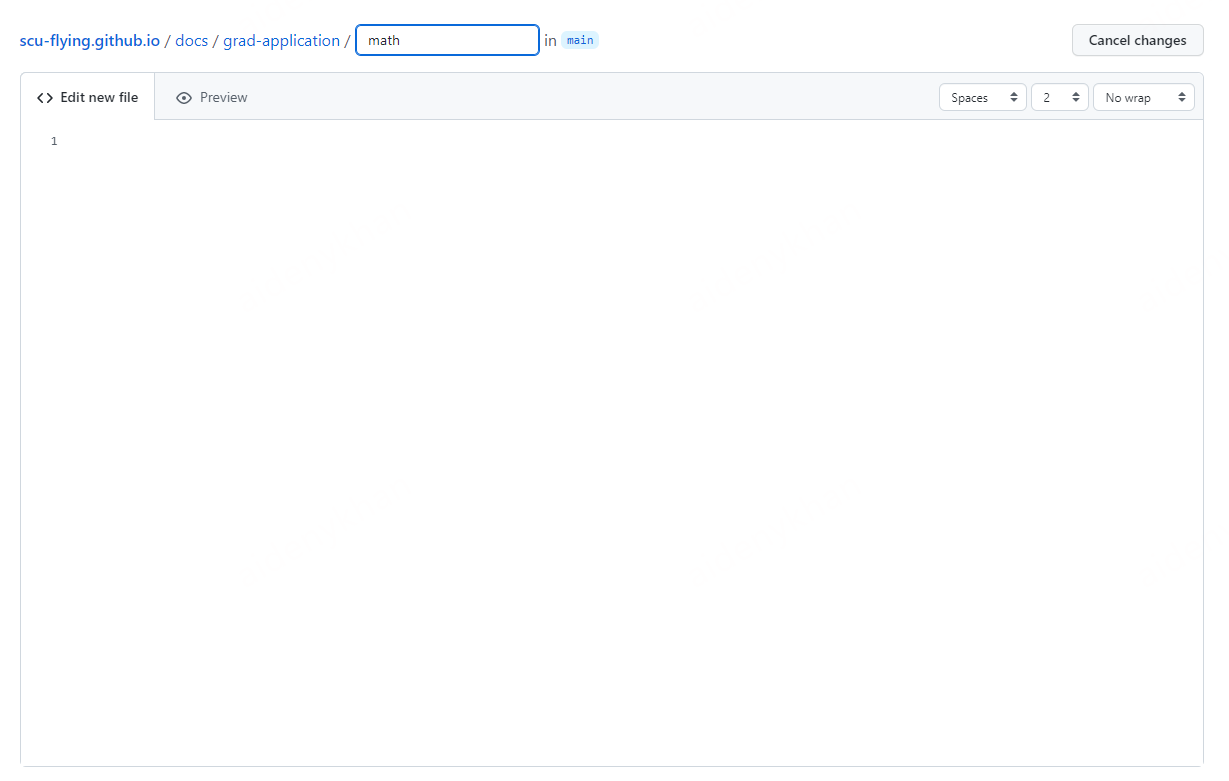 scu-flying.github.io / docs / grad-application / math in main Cancel changes
Edit new file Preview Spaces 2 No wrap
1